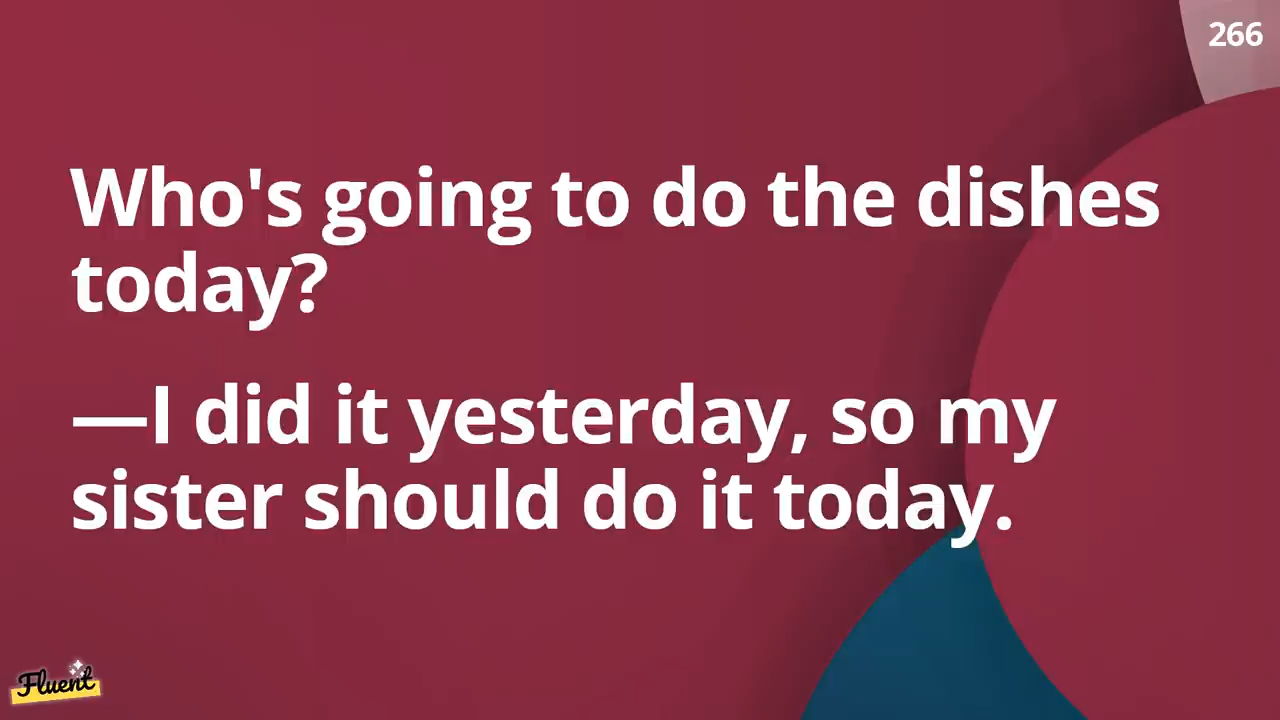 266
Who's going to do the dishes
today?
—I did it yesterday, so my
sister should do it today.
Fluent